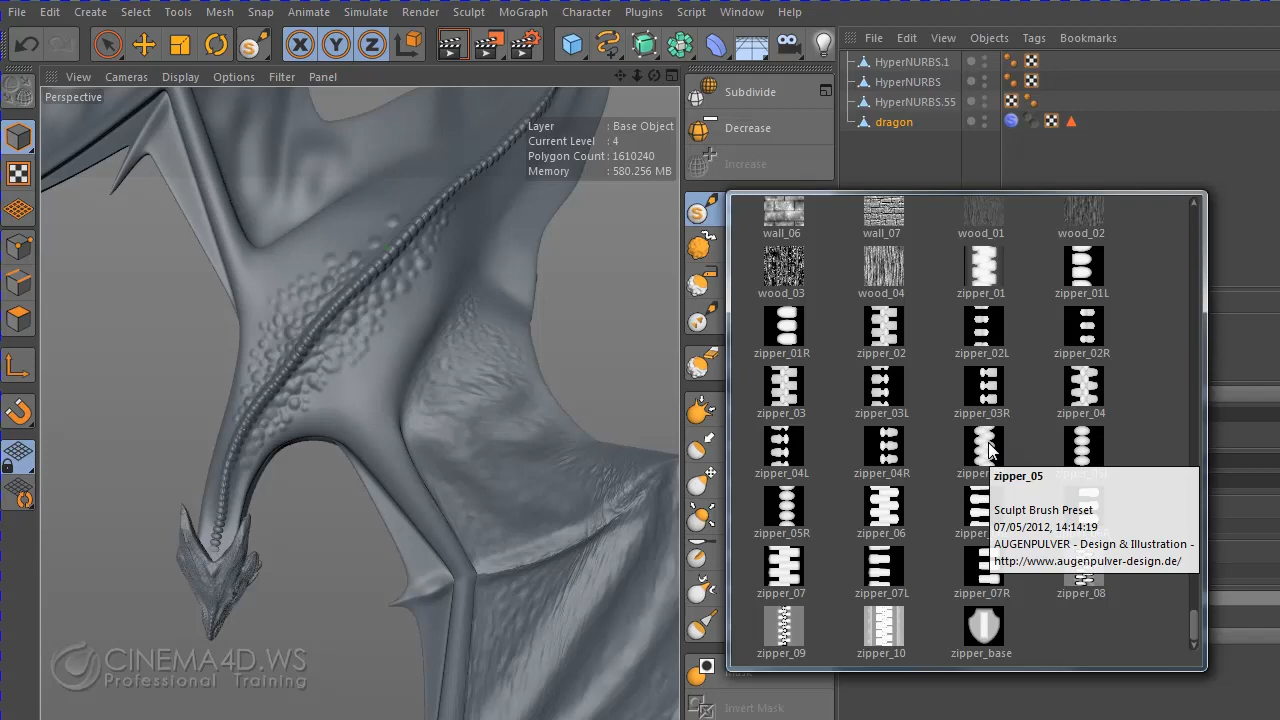 File Edit Create Select Tools Mesh Snap Animate Simulate Render Sculpt MoGraph Character Plugins Script Window Help
X Y Z
File Edit View Objects Tags Bookmarks
View Cameras Display Options Filter Panel
Perspective
Layer : Base Object
Current Level : 4
Polygon Count : 1610240
Memory : 580.256 MB
HyperNURBS.1
HyperNURBS
HyperNURBS.55
dragon
Subdivide
Decrease
Increase
wall_06 wall_07 wood_01 wood_02
wood_03 wood_04 zipper_01 zipper_01L
zipper_01R zipper_02 zipper_02L zipper_02R
zipper_03 zipper_03L zipper_03R zipper_04
zipper_04L zipper_04R
zipper_05
Sculpt Brush Preset
07/05/2012, 14:14:19
AUGENPULVER - Design & Illustration -
http://www.augenpulver-design.de/
zipper_05R zipper_06
zipper_07 zipper_07L zipper_07R zipper_08
zipper_09 zipper_10 zipper_base
Mask
Invert Mask
CINEMA4D.WS
Professional Training